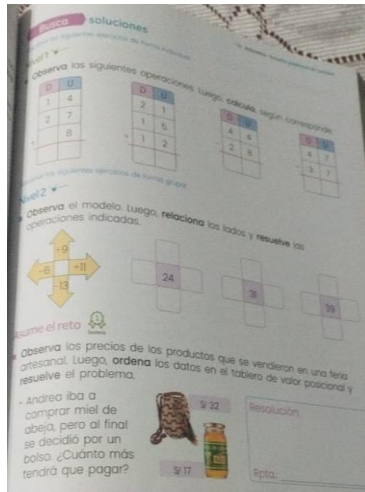 Busca soluciones
Nivel 1
Observa las siguientes operaciones. Luego, calcula, según corresponda.
D U
1 4
2 7
8
+
D U
2 1
1 5
+ 1 2
D U
4 6
- 2 8
D U
4 7
- 3 7
Nivel 2
Observa el modelo. Luego, relaciona los lados y resuelve las
operaciones indicadas.
+9
-6 +11
-13
24
31
39
Asume el reto
Observa los precios de los productos que se vendieron en una feria
artesanal. Luego, ordena los datos en el tablero de valor posicional y
resuelve el problema.
• Andrea iba a
comprar miel de
abeja, pero al final
se decidió por un
bolso. ¿Cuánto más
tendrá que pagar?
S/ 32
S/ 17
Resolución
Rpta.: